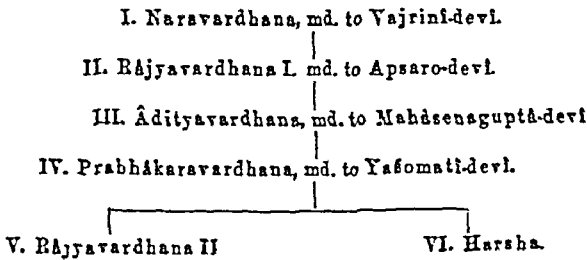 I. Naravardhana, md. to Vajrinî-devî.
II. Râjyavardhana I. md. to Apsaro-devî.
III. Âdityavardhana, md. to Mahâsenaguptâ-devî
IV. Prabhâkaravardhana, md. to Yaśomatî-devî.
V. Râjyavardhana II
VI. Harsha.